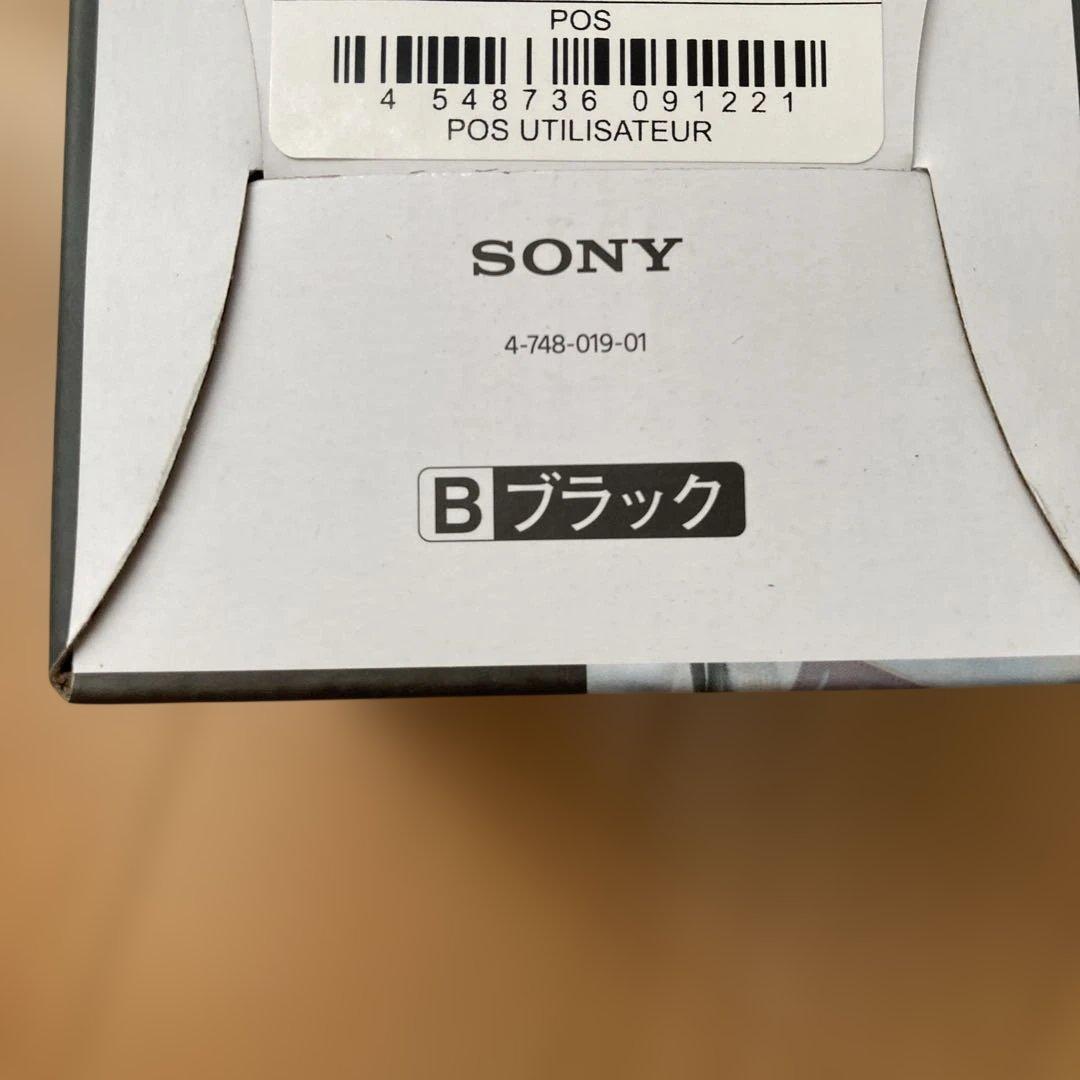 POS
4 548736 091221
POS UTILISATEUR
SONY
4-748-019-01
B ブラック